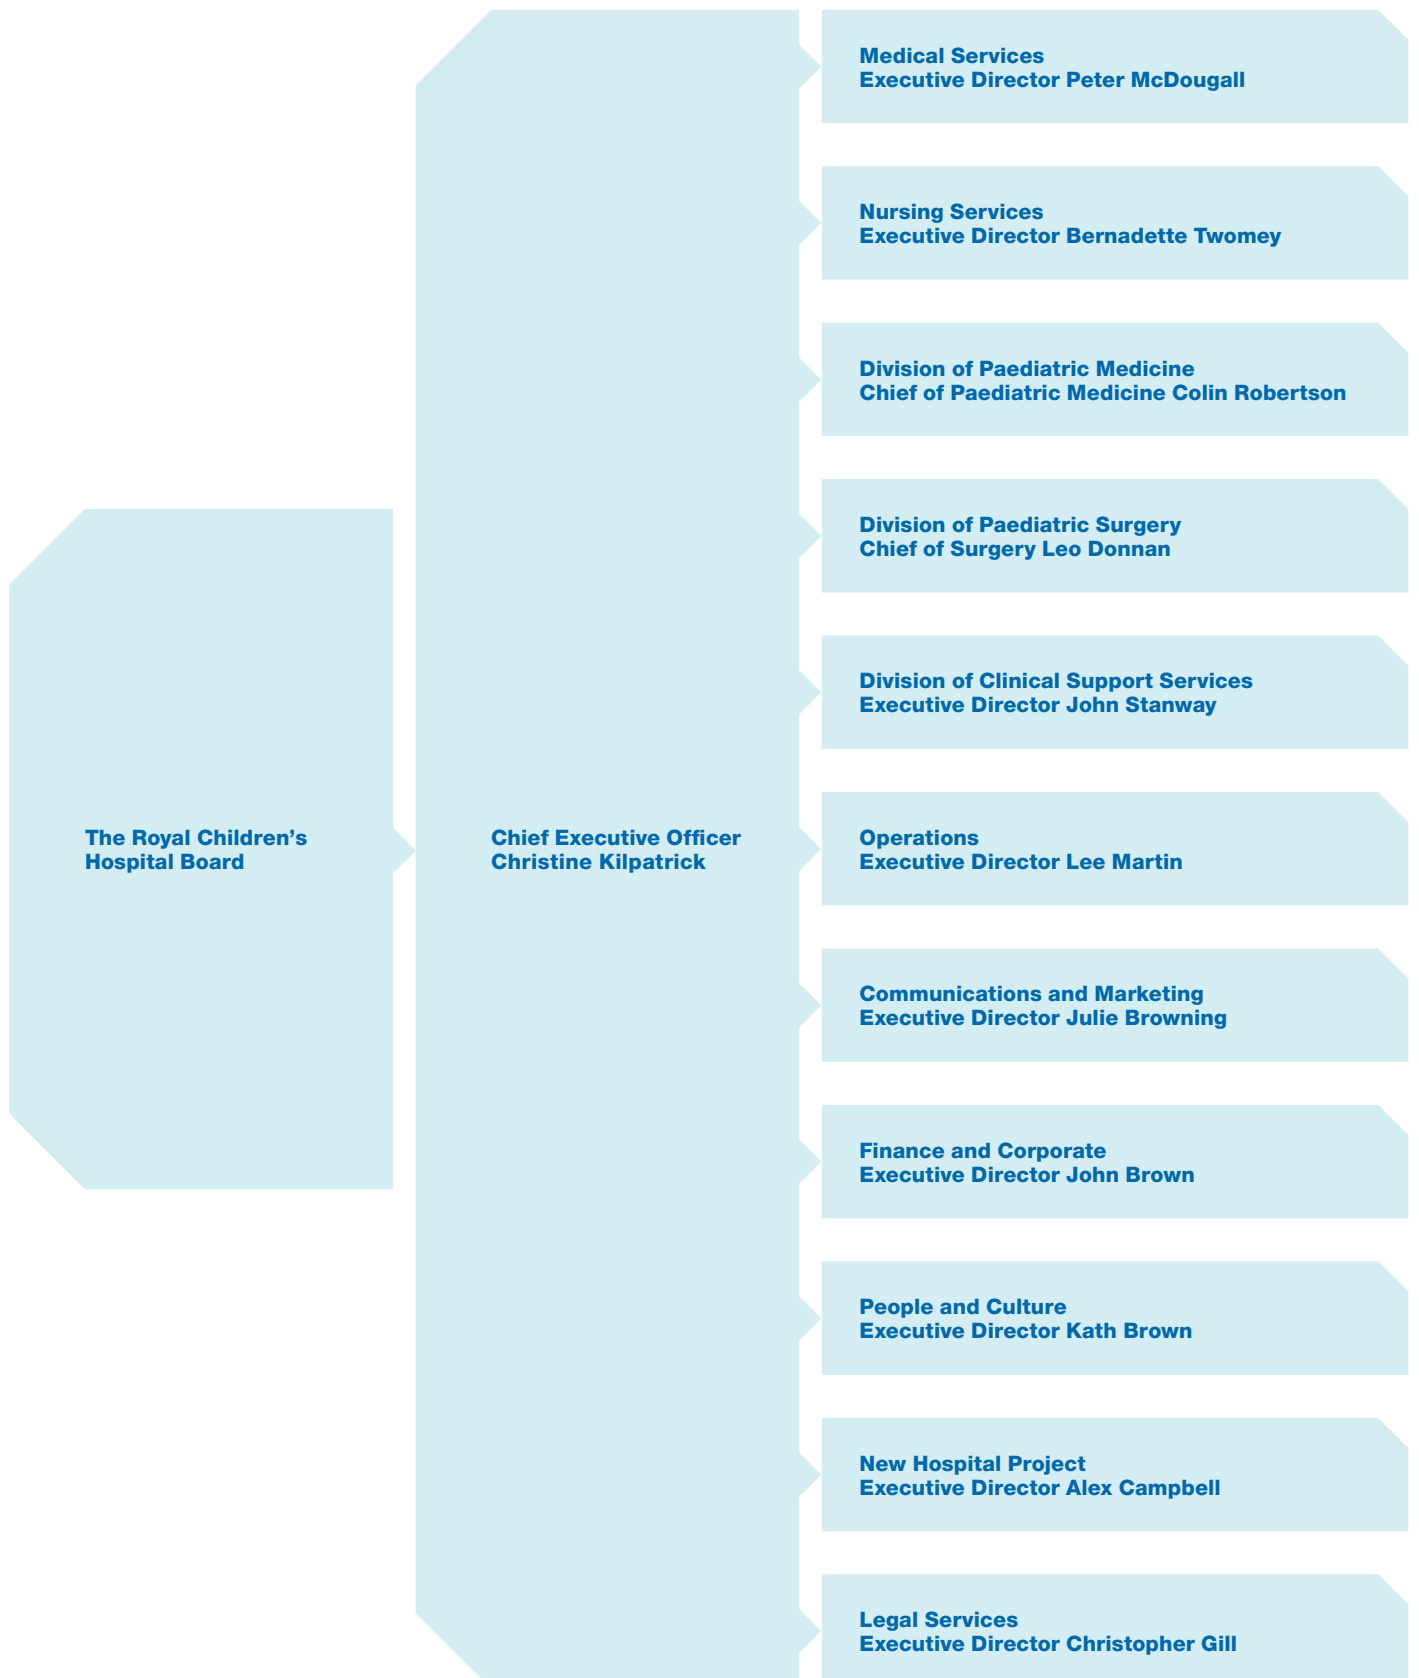 The Royal Children’s
Hospital Board
Chief Executive Officer
Christine Kilpatrick
Medical Services
Executive Director Peter McDougall
Nursing Services
Executive Director Bernadette Twomey
Division of Paediatric Medicine
Chief of Paediatric Medicine Colin Robertson
Division of Paediatric Surgery
Chief of Surgery Leo Donnan
Division of Clinical Support Services
Executive Director John Stanway
Operations
Executive Director Lee Martin
Communications and Marketing
Executive Director Julie Browning
Finance and Corporate
Executive Director John Brown
People and Culture
Executive Director Kath Brown
New Hospital Project
Executive Director Alex Campbell
Legal Services
Executive Director Christopher Gill